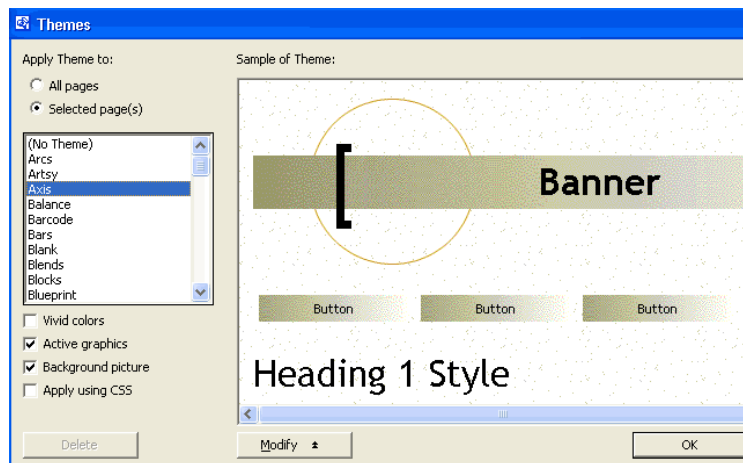 Themes
Apply Theme to:
All pages
Selected page(s)
(No Theme)
Arcs
Artsy
Axis
Balance
Barcode
Bars
Blank
Blends
Blocks
Blueprint
Vivid colors
Active graphics
Background picture
Apply using CSS
Delete
Sample of Theme:
[
Banner
Button Button Button
Heading 1 Style
Modify
OK